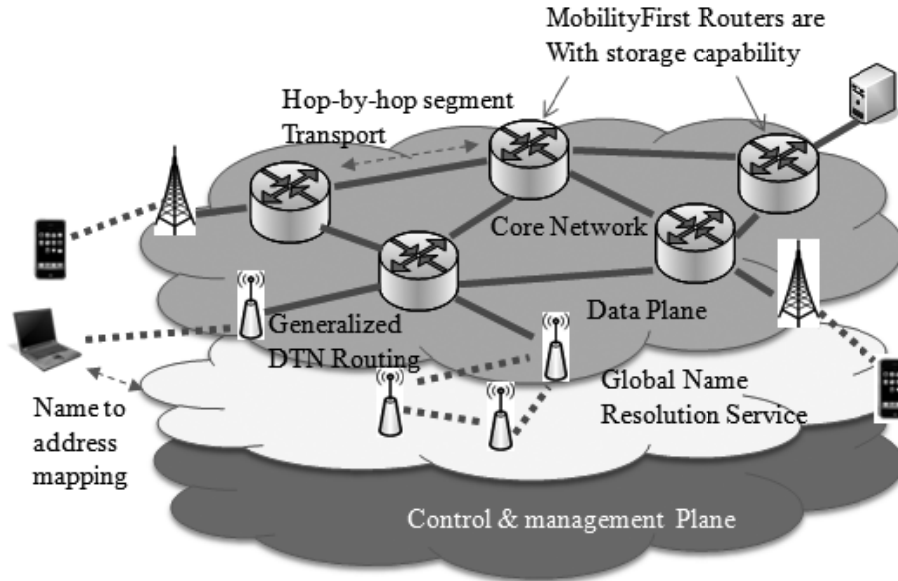 MobilityFirst Routers are
With storage capability
Hop-by-hop segment
Transport
Core Network
Data Plane
Generalized
DTN Routing
Global Name
Resolution Service
Name to
address
mapping
Control & management Plane